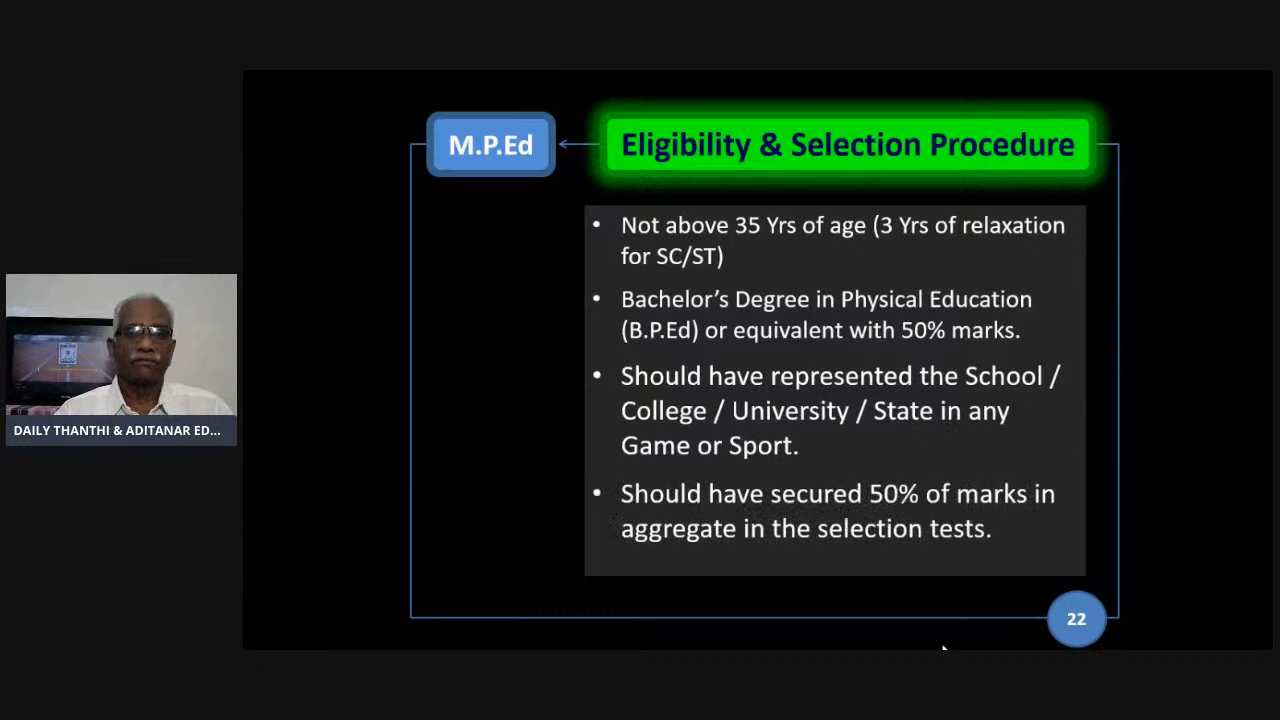 M.P.Ed
Eligibility & Selection Procedure
• Not above 35 Yrs of age (3 Yrs of relaxation
for SC/ST)
• Bachelor’s Degree in Physical Education
(B.P.Ed) or equivalent with 50% marks.
• Should have represented the School /
College / University / State in any
Game or Sport.
• Should have secured 50% of marks in
aggregate in the selection tests.
22
DAILY THANTHI & ADITANAR ED...